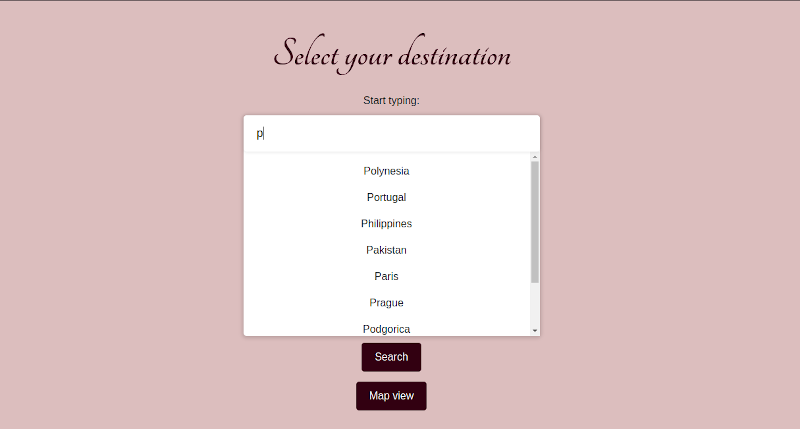 Select your destination
Start typing:
p
Polynesia
Portugal
Philippines
Pakistan
Paris
Prague
Podgorica
Search
Map view